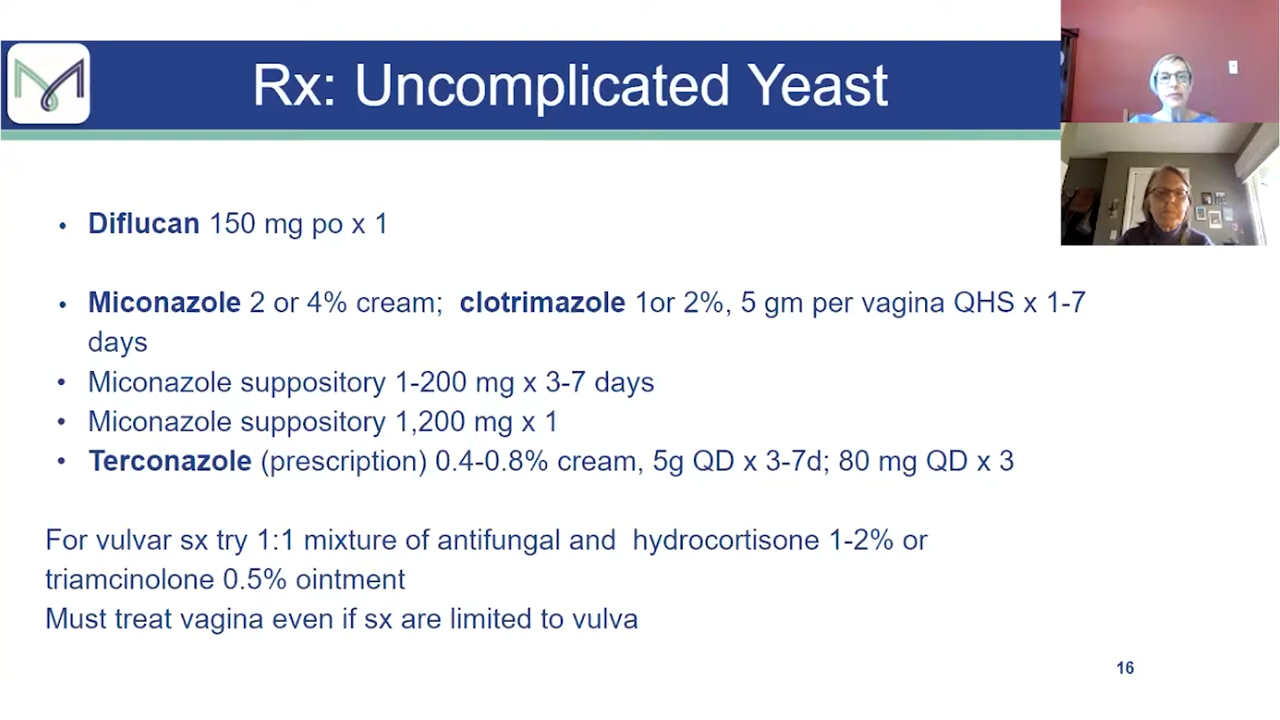 Rx: Uncomplicated Yeast
• Diflucan 150 mg po x 1
• Miconazole 2 or 4% cream; clotrimazole 1or 2%, 5 gm per vagina QHS x 1-7
days
• Miconazole suppository 1-200 mg x 3-7 days
• Miconazole suppository 1,200 mg x 1
• Terconazole (prescription) 0.4-0.8% cream, 5g QD x 3-7d; 80 mg QD x 3
For vulvar sx try 1:1 mixture of antifungal and hydrocortisone 1-2% or
triamcinolone 0.5% ointment
Must treat vagina even if sx are limited to vulva
16